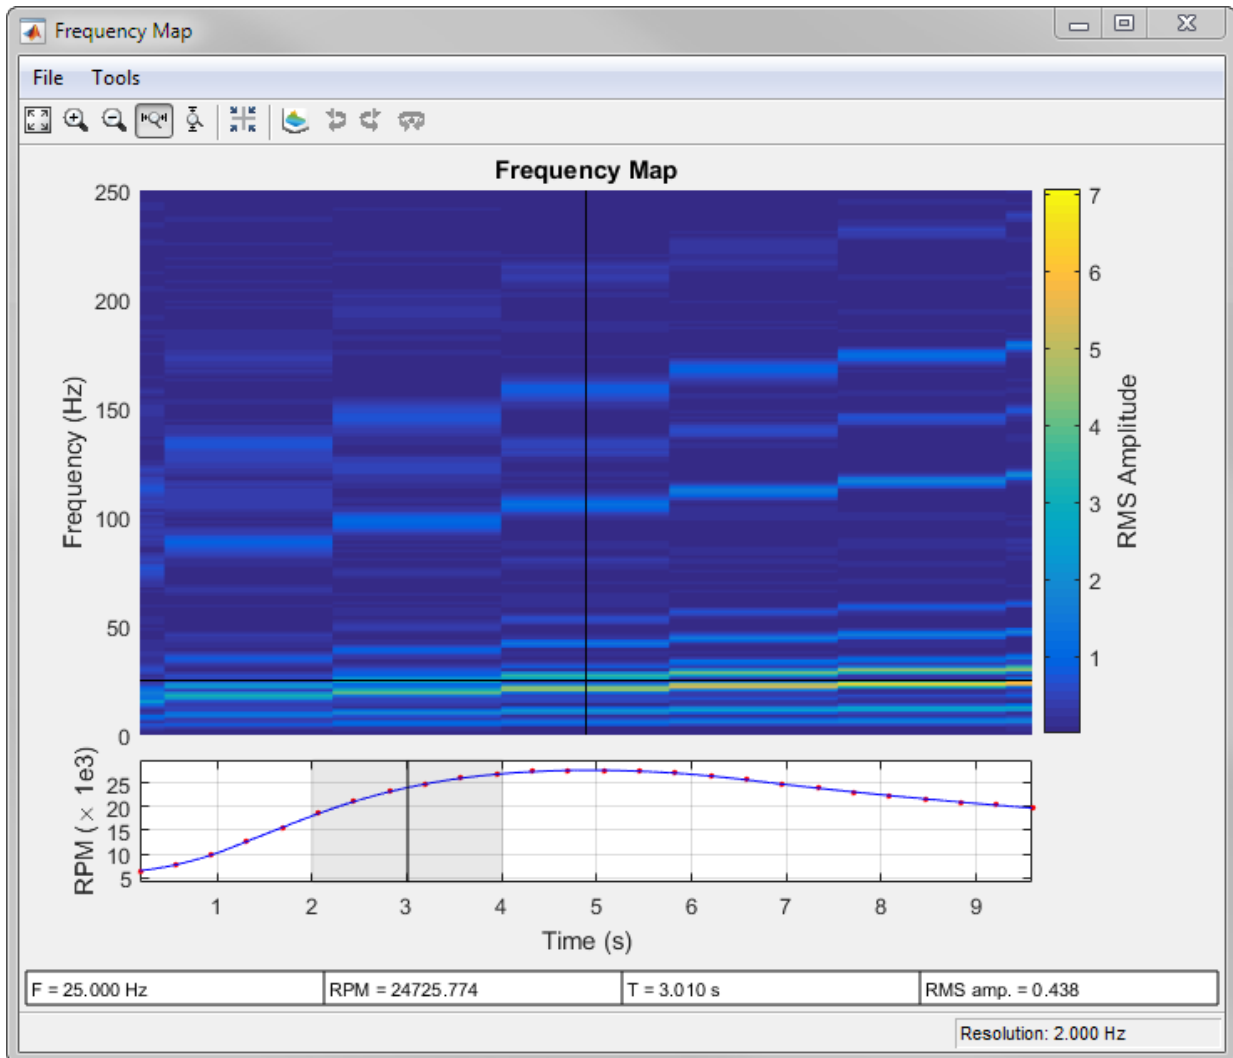 Frequency Map
File Tools
Frequency Map
250
200
150
100
50
0
Frequency (Hz)
7
6
5
4
3
2
1
RMS Amplitude
25
20
15
10
5
RPM ( × 1e3)
1 2 3 4 5 6 7 8 9
Time (s)
F = 25.000 Hz RPM = 24725.774 T = 3.010 s RMS amp. = 0.438
Resolution: 2.000 Hz